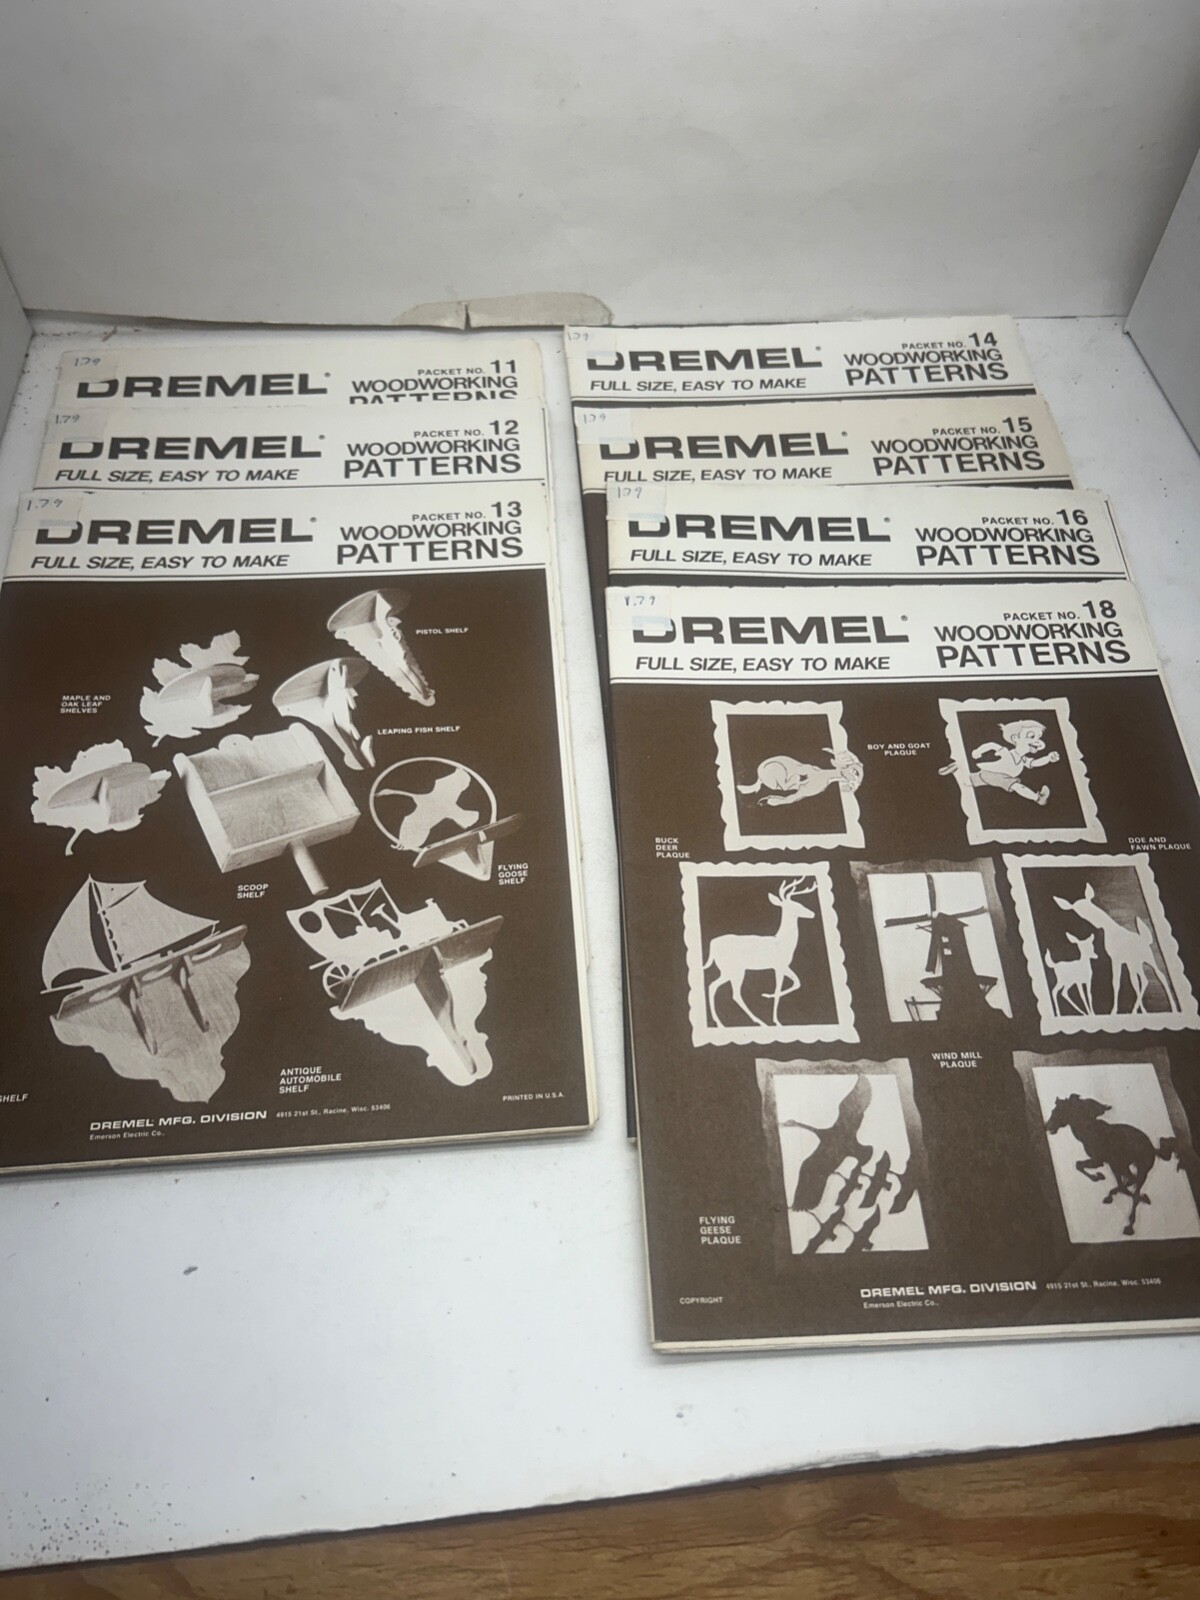 1.79
DREMEL®
PACKET NO. 11
WOODWORKING
PATTERNS
1.79
DREMEL®
FULL SIZE, EASY TO MAKE
PACKET NO. 12
WOODWORKING
PATTERNS
1.79
DREMEL®
FULL SIZE, EASY TO MAKE
PACKET NO. 13
WOODWORKING
PATTERNS
PISTOL SHELF
MAPLE AND
OAK LEAF
SHELVES
LEAPING FISH SHELF
FLYING
GOOSE
SHELF
SCOOP
SHELF
ANTIQUE
AUTOMOBILE
SHELF
SHELF
PRINTED IN U.S.A.
DREMEL MFG. DIVISION 4915 21st St., Racine, Wisc. 53406
Emerson Electric Co.
1.79
DREMEL®
FULL SIZE, EASY TO MAKE
PACKET NO. 14
WOODWORKING
PATTERNS
1.79
DREMEL®
FULL SIZE, EASY TO MAKE
PACKET NO. 15
WOODWORKING
PATTERNS
1.79
DREMEL®
FULL SIZE, EASY TO MAKE
PACKET NO. 16
WOODWORKING
PATTERNS
1.79
DREMEL®
FULL SIZE, EASY TO MAKE
PACKET NO. 18
WOODWORKING
PATTERNS
BOY AND GOAT
PLAQUE
BUCK
DEER
PLAQUE
DOE AND
FAWN PLAQUE
WIND MILL
PLAQUE
FLYING
GEESE
PLAQUE
COPYRIGHT
DREMEL MFG. DIVISION 4915 21st St., Racine, Wisc. 53406
Emerson Electric Co.